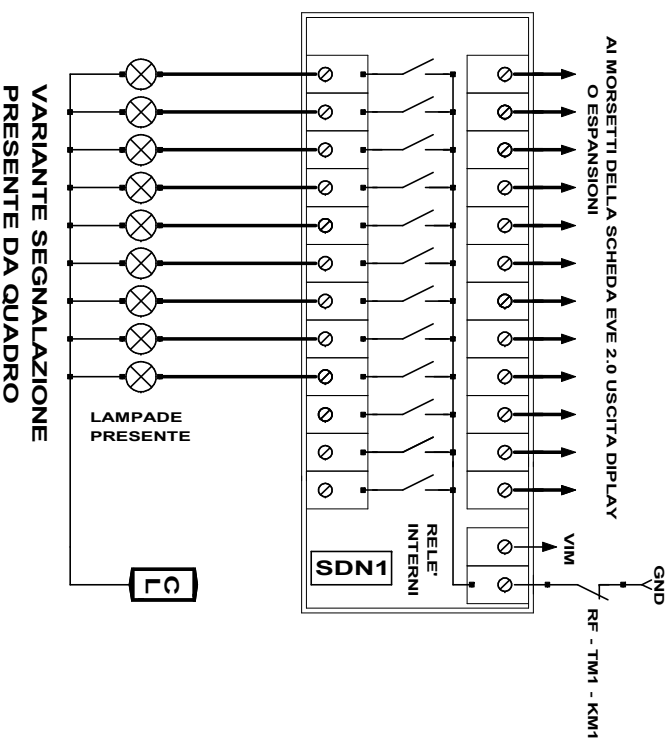 AI MORSETTI DELLA SCHEDA EVE 2.0 USCITA DIPLAY
O ESPANSIONI
VIM
GND
RF - TM1 - KM1
RELE'
INTERNI
SDN1
LAMPADE
PRESENTE
CL
VARIANTE SEGNALAZIONE
PRESENTE DA QUADRO